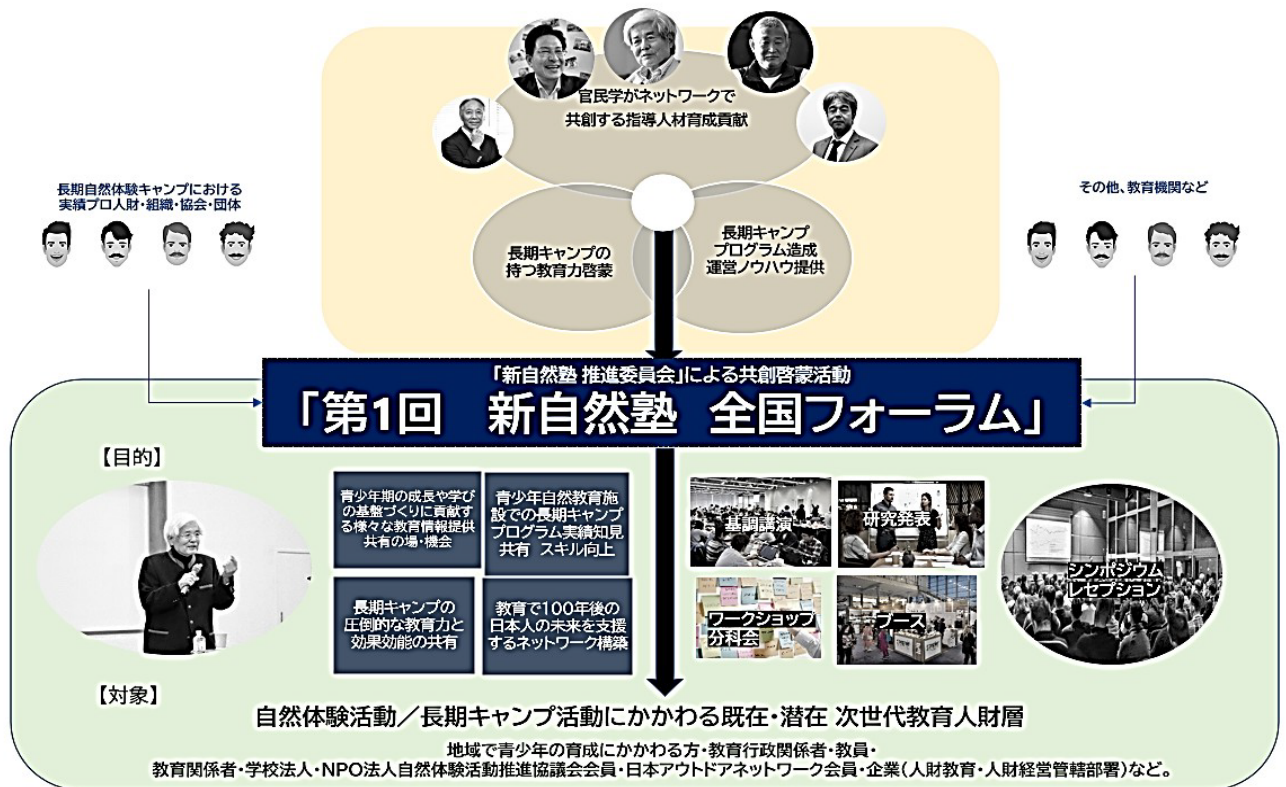 官民学がネットワークで
共創する指導人材育成貢献
長期自然体験キャンプにおける
実績プロ人財・組織・協会・団体
その他、教育機関など
長期キャンプの
持つ教育力啓蒙
長期キャンプ
プログラム造成
運営ノウハウ提供
「新自然塾 推進委員会」による共創啓蒙活動
「第1回 新自然塾 全国フォーラム」
【目的】
青少年期の成長や学び
の基盤づくりに貢献す
る様々な教育情報提供
共有の場・機会
青少年自然教育施
設での長期キャンプ
プログラム実績知見
共有 スキル向上
長期キャンプの
圧倒的な教育力と
効果効能の共有
教育で100年後の
日本人の未来を支援
するネットワーク構築
基調講演
研究発表
ワークショップ
分科会
ブース
シンポジウム
レセプション
【対象】
自然体験活動/長期キャンプ活動にかかわる既在・潜在 次世代教育人財層
地域で青少年の育成にかかわる方・教育行政関係者・教員・
教育関係者・学校法人・NPO法人自然体験活動推進協議会会員・日本アウトドアネットワーク会員・企業(人財教育・人財経営管轄部署)など。